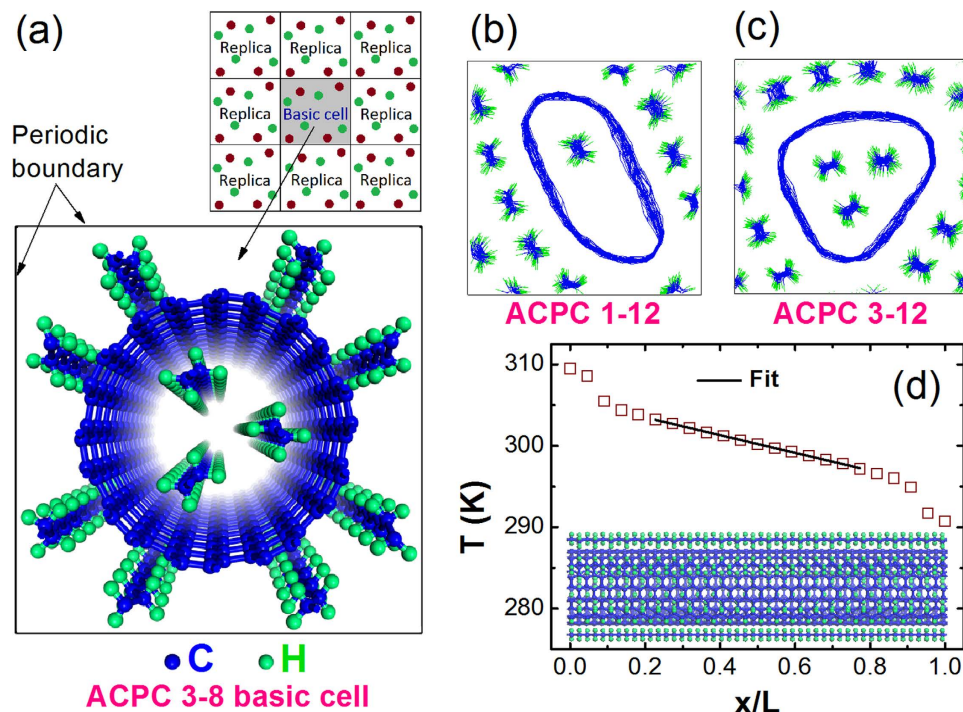 (a)
Replica Replica Replica
Replica Basic cell Replica
Replica Replica Replica
Periodic
boundary
C H
ACPC 3-8 basic cell
(b)
ACPC 1-12
(c)
ACPC 3-12
(d)
Fit
T (K)
310
300
290
280
0.0 0.2 0.4 0.6 0.8 1.0
x/L